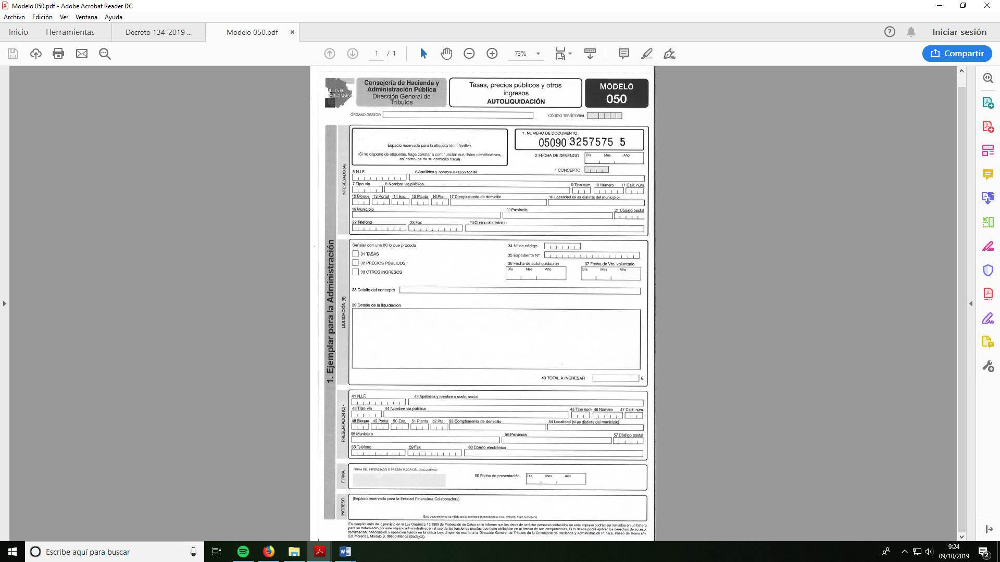 Modelo 050.pdf - Adobe Acrobat Reader DC
Archivo Edición Ver Ventana Ayuda
Inicio Herramientas Decreto 134-2019 ... Modelo 050.pdf × Iniciar sesión
1 / 1 73% Compartir
JUNTA DE EXTREMADURA
Consejería de Hacienda y
Administración Pública
Dirección General de
Tributos
Tasas, precios públicos y otros
ingresos
AUTOLIQUIDACIÓN
MODELO
050
ÓRGANO GESTOR CÓDIGO TERRITORIAL
1. Ejemplar para la Administración
INTERESADO (A)
Espacio reservado para la etiqueta identificativa.
(Si no dispone de etiquetas, haga constar a continuación sus datos identificativos,
así como los de su domicilio fiscal)
1. NÚMERO DE DOCUMENTO
05090 3257575 5
2 FECHA DE DEVENGO Día Mes Año
4 CONCEPTO
5 N.I.F. 6 Apellidos y nombre o razón social
7 Tipo vía 8 Nombre vía pública 9 Tipo núm. 10 Número 11 Calif. núm.
12 Bloque 13 Portal 14 Esc. 15 Planta 16 Pta. 17 Complemento de domicilio 18 Localidad (si es distinta del municipio)
19 Municipio 20 Provincia 21 Código postal
22 Teléfono 23 Fax 24 Correo electrónico
LIQUIDACIÓN (B)
Señalar con una (X) lo que proceda 34 Nº de código
31 TASAS 35 Expediente Nº
32 PRECIOS PÚBLICOS 36 Fecha de autoliquidación 37 Fecha de Vto. voluntario
33 OTROS INGRESOS Día Mes Año Día Mes Año
38 Detalle del concepto
39 Detalle de la liquidación
40 TOTAL A INGRESAR €
PRESENTADOR (C) *
41 N.I.F. 42 Apellidos y nombre o razón social
43 Tipo vía 44 Nombre vía pública 45 Tipo núm. 46 Número 47 Calif. núm.
48 Bloque 49 Portal 50 Esc. 51 Planta 52 Pta. 53 Complemento de domicilio 54 Localidad (si es distinta del municipio)
55 Municipio 56 Provincia 57 Código postal
58 Teléfono 59 Fax 60 Correo electrónico
FIRMA
FIRMA DEL INTERESADO O PRESENTADOR DEL DOCUMENTO
90 Fecha de presentación Día Mes Año
INGRESO
(Espacio reservado para la Entidad Financiera Colaboradora)
Este documento no es válido sin la certificación mecánica o en su defecto, firma autorizada
En cumplimiento de lo previsto en la Ley Orgánica 15/1999 de Protección de Datos se le informa que los datos de carácter personal contenidos en este impreso podrán ser incluidos en un fichero
para su tratamiento por este órgano administrativo, en el uso de las funciones propias que tiene atribuidas en el ámbito de sus competencias. Si lo desea podrá ejercer los derechos de acceso,
rectificación, cancelación y oposición fijados en la citada Ley, dirigiendo escrito a la Dirección General de Tributos de la Consejería de Hacienda y Administración Pública. Paseo de Roma s/n.
Ed. Morerías, Módulo B, 06800 Mérida (Badajoz).
Escribe aquí para buscar
9:24
09/10/2019
2